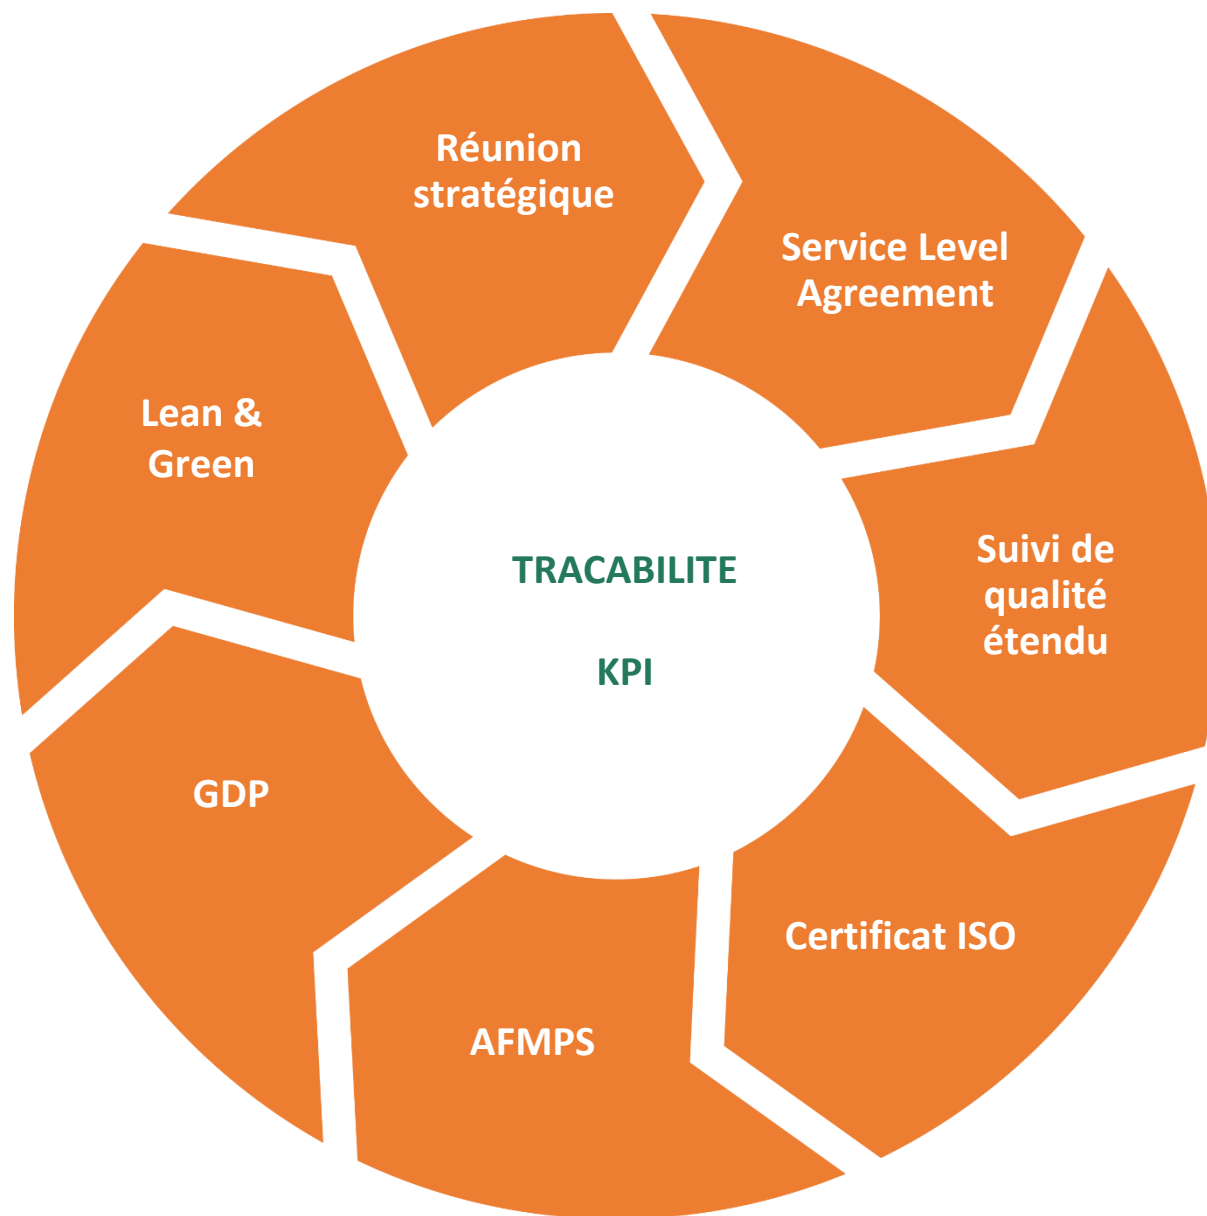 Réunion
stratégique
Service Level
Agreement
Suivi de
qualité
étendu
Certificat ISO
AFMPS
GDP
Lean &
Green
TRACABILITE
KPI